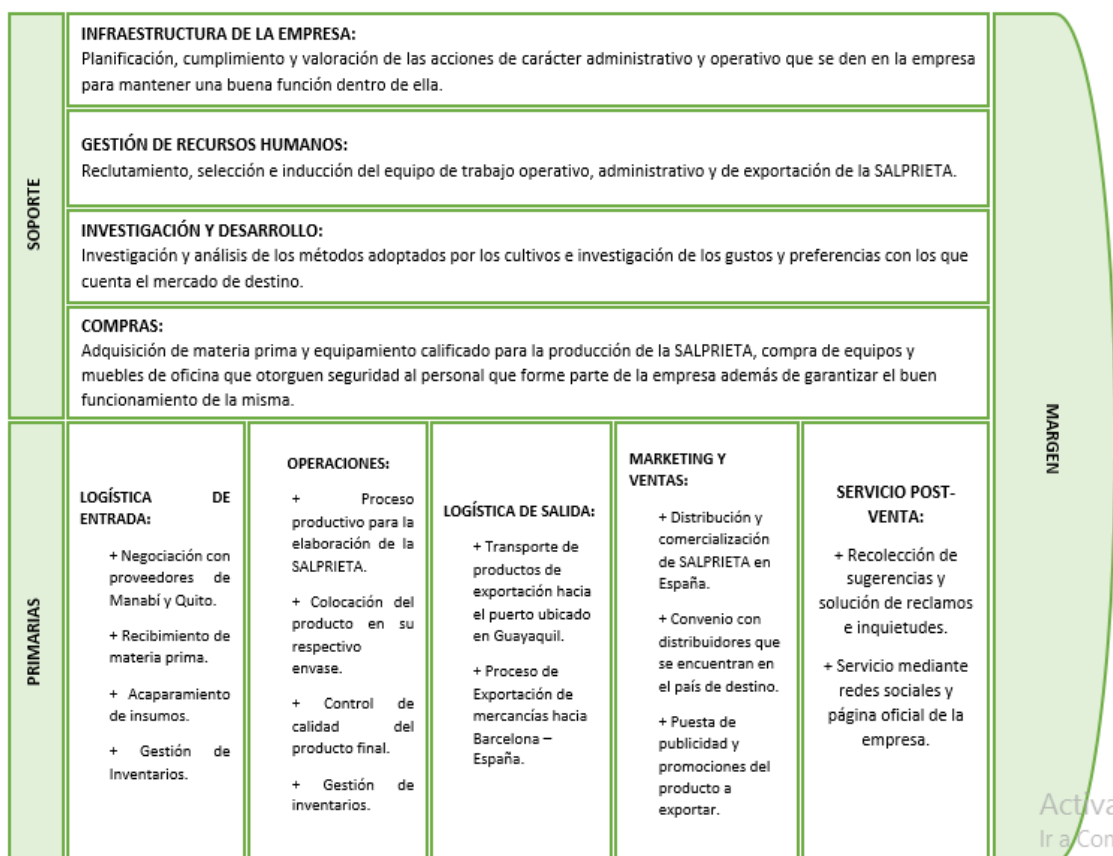 INFRAESTRUCTURA DE LA EMPRESA:
Planificación, cumplimiento y valoración de las acciones de carácter administrativo y operativo que se den en la empresa
para mantener una buena función dentro de ella.
SOPORTE
GESTIÓN DE RECURSOS HUMANOS:
Reclutamiento, selección e inducción del equipo de trabajo operativo, administrativo y de exportación de la SALPRIETA.
INVESTIGACIÓN Y DESARROLLO:
Investigación y análisis de los métodos adoptados por los cultivos e investigación de los gustos y preferencias con los que
cuenta el mercado de destino.
COMPRAS:
Adquisición de materia prima y equipamiento calificado para la producción de la SALPRIETA, compra de equipos y
muebles de oficina que otorguen seguridad al personal que forme parte de la empresa además de garantizar el buen
funcionamiento de la misma.
MARGEN
PRIMARIAS
LOGÍSTICA DE
ENTRADA:
+ Negociación con
proveedores de
Manabí y Quito.
+ Recibimiento de
materia prima.
+ Acaparamiento
de insumos.
+ Gestión de
Inventarios.
OPERACIONES:
+ Proceso
productivo para la
elaboración de la
SALPRIETA.
+ Colocación del
producto en su
respectivo
envase.
+ Control de
calidad del
producto final.
+ Gestión de
inventarios.
LOGÍSTICA DE SALIDA:
+ Transporte de
productos de
exportación hacia
el puerto ubicado
en Guayaquil.
+ Proceso de
Exportación de
mercancías hacia
Barcelona –
España.
MARKETING Y
VENTAS:
+ Distribución y
comercialización
de SALPRIETA en
España.
+ Convenio con
distribuidores que
se encuentran en
el país de destino.
+ Puesta de
publicidad y
promociones del
producto a
exportar.
SERVICIO POST-
VENTA:
+ Recolección de
sugerencias y
solución de reclamos
e inquietudes.
+ Servicio mediante
redes sociales y
página oficial de la
empresa.
Activa
Ir a Con